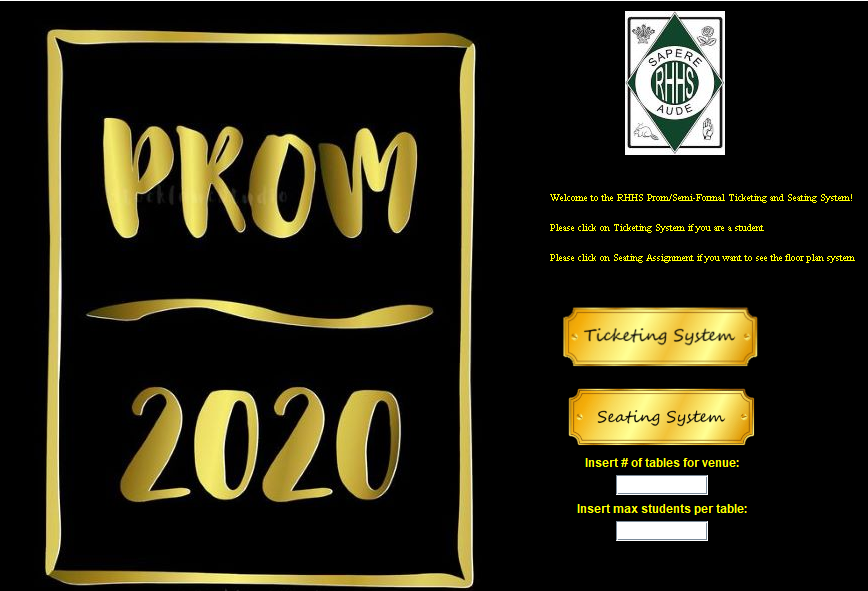 PROM
2020
SAPERE
RHHS
AUDE
Welcome to the RHHS Prom/Semi-Formal Ticketing and Seating System!
Please click on Ticketing System if you are a student
Please click on Seating Assignment if you want to see the floor plan system
Ticketing System
Seating System
Insert # of tables for venue:
Insert max students per table: